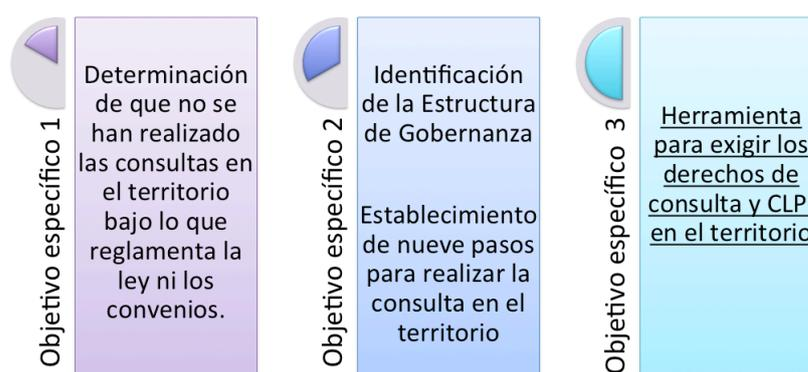 Objetivo específico 1
Determinación
de que no se
han realizado
las consultas en
el territorio
bajo lo que
reglamenta la
ley ni los
convenios.
Objetivo específico 2
Identificación
de la Estructura
de Gobernanza
Establecimiento
de nueve pasos
para realizar la
consulta en el
territorio
Objetivo específico 3
Herramienta
para exigir los
derechos de
consulta y CLP
en el territorio